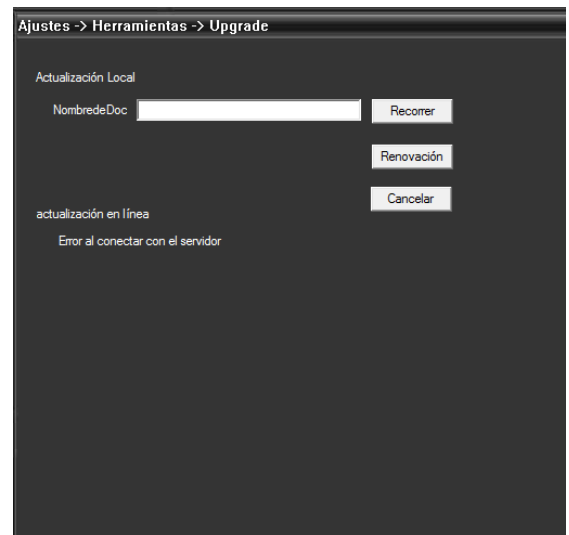 Ajustes -> Herramientas -> Upgrade
Actualización Local
NombredeDoc
Recorrer
Renovación
Cancelar
actualización en línea
Error al conectar con el servidor